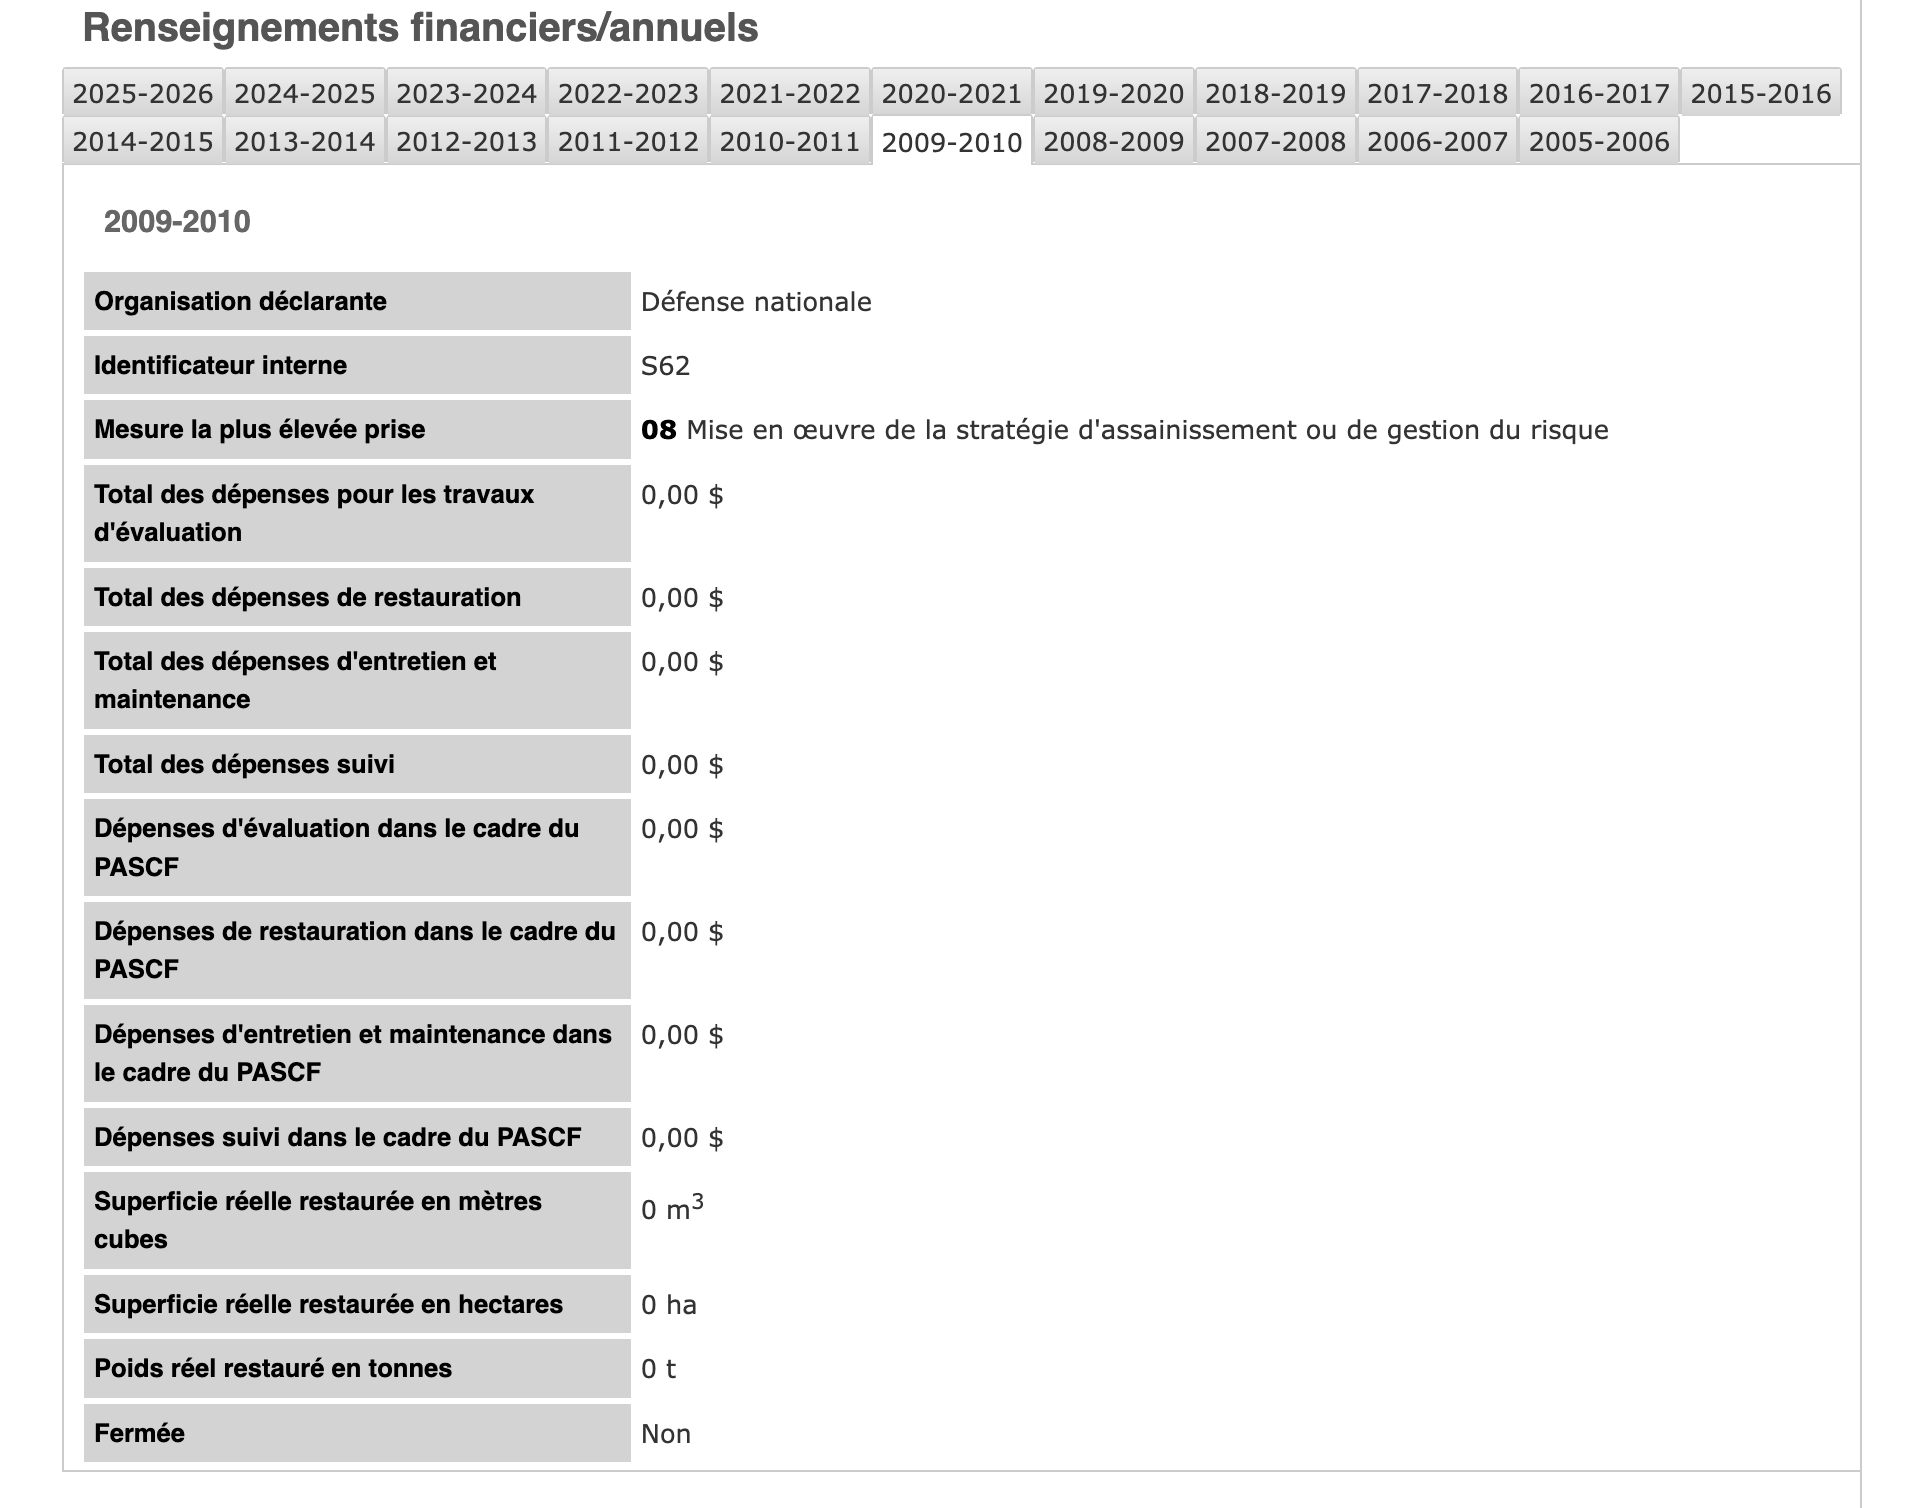 Renseignements financiers/annuels
2025-2026 2024-2025 2023-2024 2022-2023 2021-2022 2020-2021 2019-2020 2018-2019 2017-2018 2016-2017 2015-2016
2014-2015 2013-2014 2012-2013 2011-2012 2010-2011 2009-2010 2008-2009 2007-2008 2006-2007 2005-2006
2009-2010
Organisation déclarante Défense nationale
Identificateur interne S62
Mesure la plus élevée prise 08 Mise en œuvre de la stratégie d'assainissement ou de gestion du risque
Total des dépenses pour les travaux 0,00 $
d'évaluation
Total des dépenses de restauration 0,00 $
Total des dépenses d'entretien et 0,00 $
maintenance
Total des dépenses suivi 0,00 $
Dépenses d'évaluation dans le cadre du 0,00 $
PASCF
Dépenses de restauration dans le cadre du 0,00 $
PASCF
Dépenses d'entretien et maintenance dans 0,00 $
le cadre du PASCF
Dépenses suivi dans le cadre du PASCF 0,00 $
Superficie réelle restaurée en mètres 0 m³
cubes
Superficie réelle restaurée en hectares 0 ha
Poids réel restauré en tonnes 0 t
Fermée Non